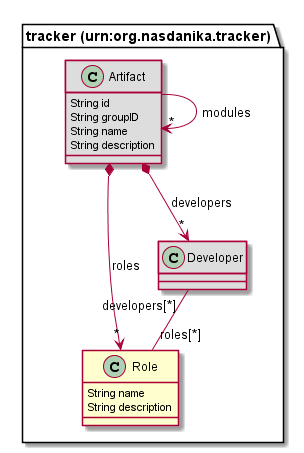 tracker (urn:org.nasdanika.tracker)
C Artifact
String id
String groupID
String name
String description
modules
*
developers
*
C Developer
roles
developers[*]
roles[*]
*
C Role
String name
String description